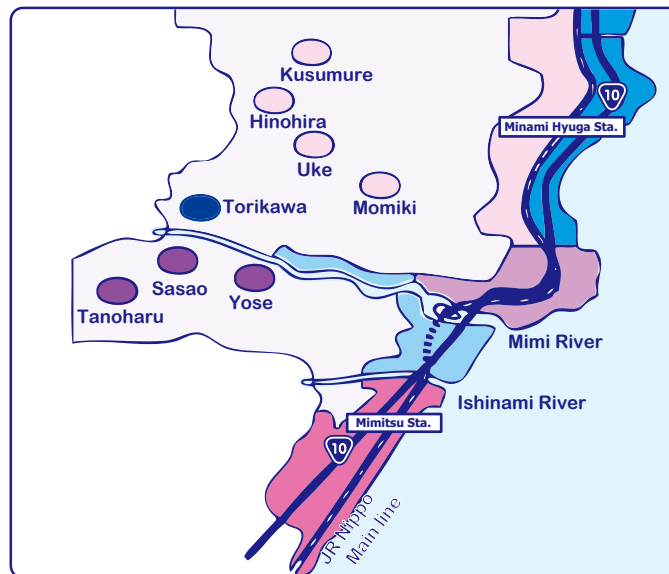 Kusumure
10
Hinohira
Minami Hyuga Sta.
Uke
Momiki
Torikawa
Sasao
Yose
Tanoharu
Mimi River
Ishinami River
Mimitsu Sta.
10
JR Nippo
Main line